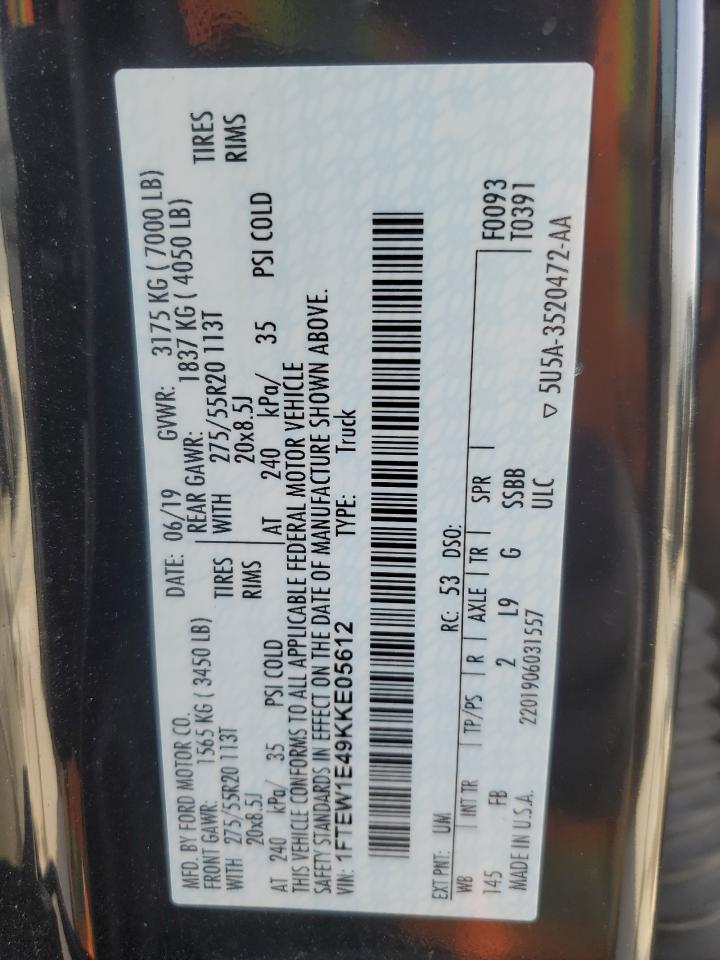 MFD. BY FORD MOTOR CO. DATE: 06/19 GVWR: 3175 KG ( 7000 LB)
FRONT GAWR: 1565 KG ( 3450 LB) REAR GAWR: 1837 KG ( 4050 LB)
WITH 275/55R20 113T TIRES WITH 275/55R20 113T TIRES
20x8.5J RIMS 20x8.5J RIMS
AT 240 kPa/ 35 PSI COLD AT 240 kPa/ 35 PSI COLD
THIS VEHICLE CONFORMS TO ALL APPLICABLE FEDERAL MOTOR VEHICLE
SAFETY STANDARDS IN EFFECT ON THE DATE OF MANUFACTURE SHOWN ABOVE.
VIN: 1FTEW1E49KKE05612 TYPE: Truck
EXT PNT: UM RC: 53 DSO:
WB INT TR TP/PS R AXLE TR SPR F0093
145 FB 2 L9 G SSBB T0391
MADE IN U.S.A. 2201906031557 ULC ▽ 5U5A-3520472-AA